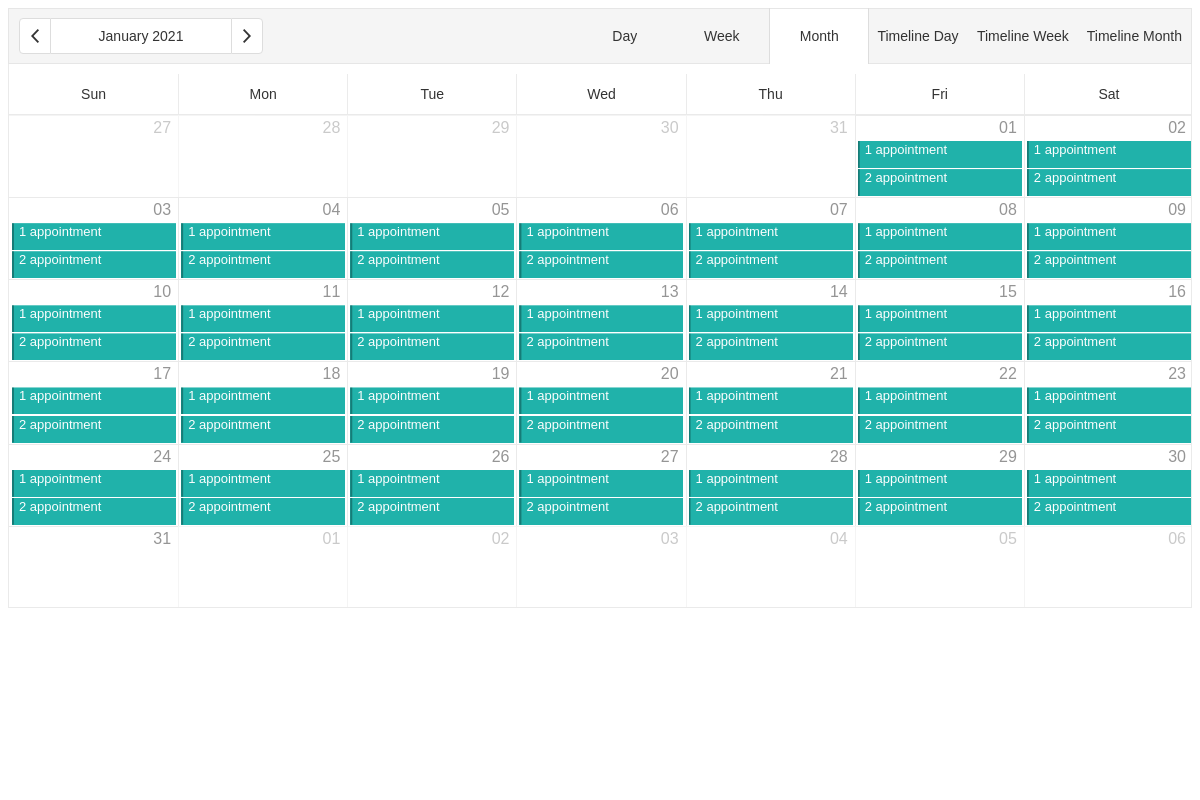 January 2021 Day Week Month Timeline Day Timeline Week Timeline Month
Sun Mon Tue Wed Thu Fri Sat
27 28 29 30 31 01 02
1 appointment 1 appointment
2 appointment 2 appointment
03 04 05 06 07 08 09
1 appointment 1 appointment 1 appointment 1 appointment 1 appointment 1 appointment 1 appointment
2 appointment 2 appointment 2 appointment 2 appointment 2 appointment 2 appointment 2 appointment
10 11 12 13 14 15 16
1 appointment 1 appointment 1 appointment 1 appointment 1 appointment 1 appointment 1 appointment
2 appointment 2 appointment 2 appointment 2 appointment 2 appointment 2 appointment 2 appointment
17 18 19 20 21 22 23
1 appointment 1 appointment 1 appointment 1 appointment 1 appointment 1 appointment 1 appointment
2 appointment 2 appointment 2 appointment 2 appointment 2 appointment 2 appointment 2 appointment
24 25 26 27 28 29 30
1 appointment 1 appointment 1 appointment 1 appointment 1 appointment 1 appointment 1 appointment
2 appointment 2 appointment 2 appointment 2 appointment 2 appointment 2 appointment 2 appointment
31 01 02 03 04 05 06